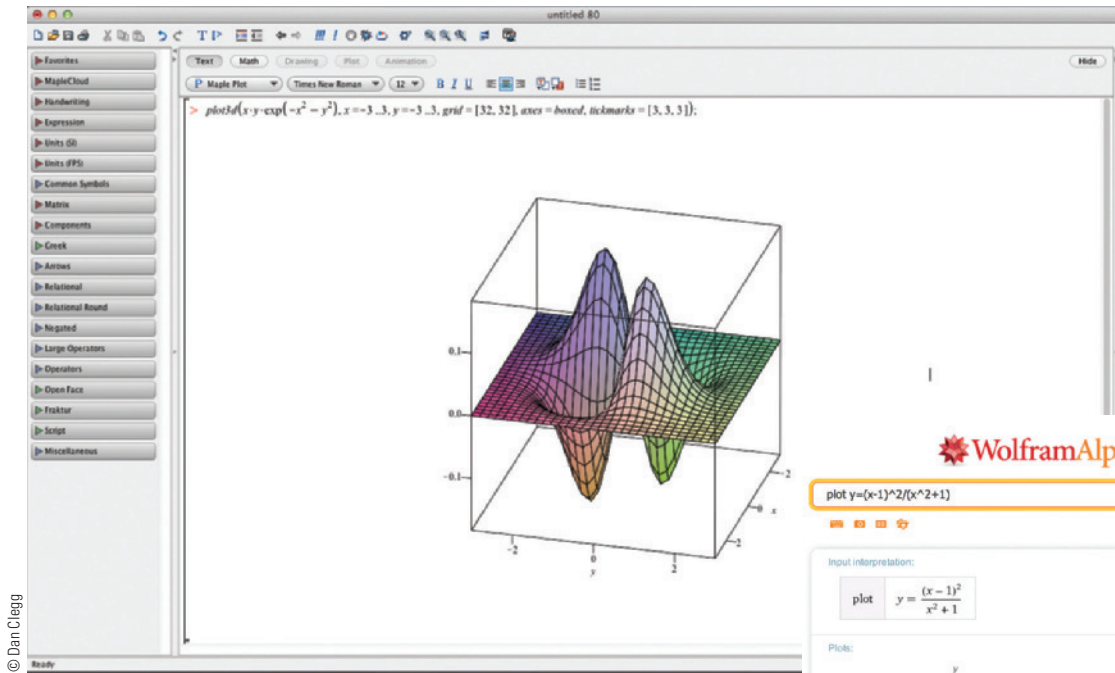 untitled 80
Text Math Drawing Plot Animation Hide
P Maple Plot Times New Roman 12 B I U
> plot3d(x·y·exp(−x² − y²), x = −3 ..3, y = −3 ..3, grid = [32, 32], axes = boxed, tickmarks = [3, 3, 3]);
Favorites
MapleCloud
Handwriting
Expression
Units (SI)
Units (FPS)
Common Symbols
Matrix
Components
Greek
Arrows
Relational
Relational Round
Negated
Large Operators
Operators
Open Face
Fraktur
Script
Miscellaneous
0.1
0.0
−0.1
−2
0
2
y
−2
0
x
2
WolframAlp
plot y=(x-1)^2/(x^2+1)
Input interpretation:
plot y = (x − 1)² / (x² + 1)
Plots:
y
Ready
© Dan Clegg